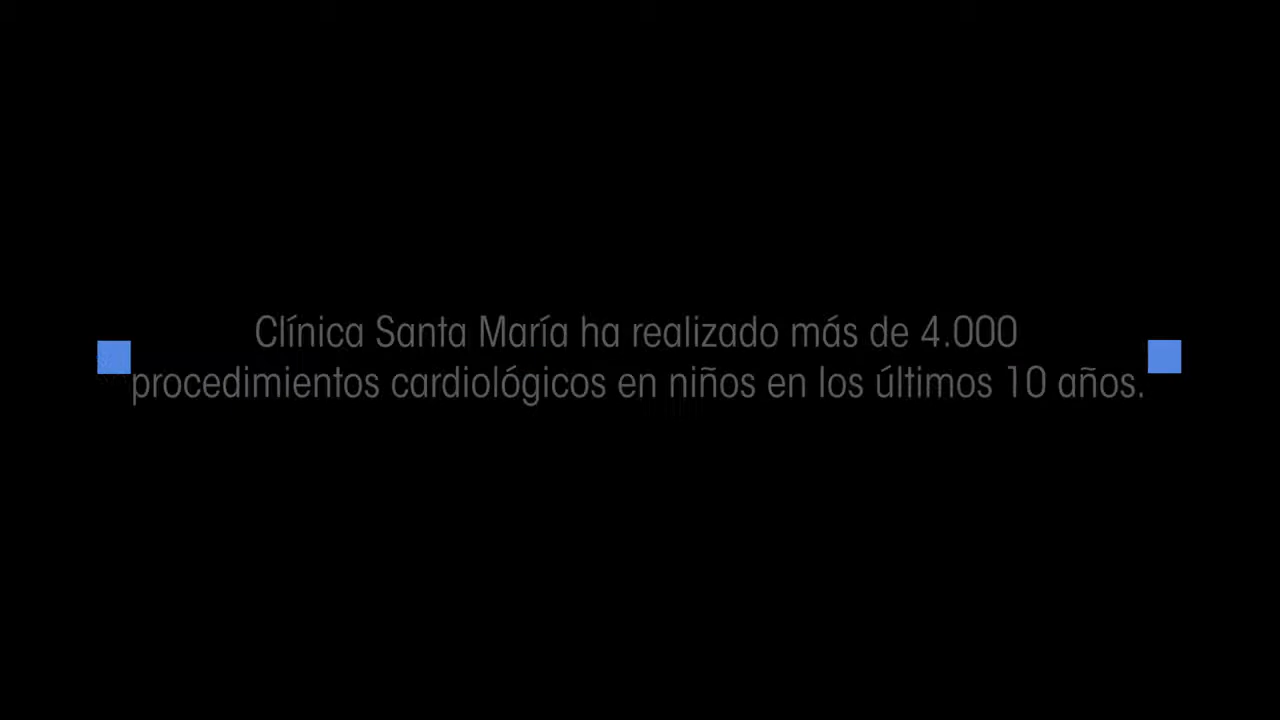 Clínica Santa María ha realizado más de 4.000
procedimientos cardiológicos en niños en los últimos 10 años.